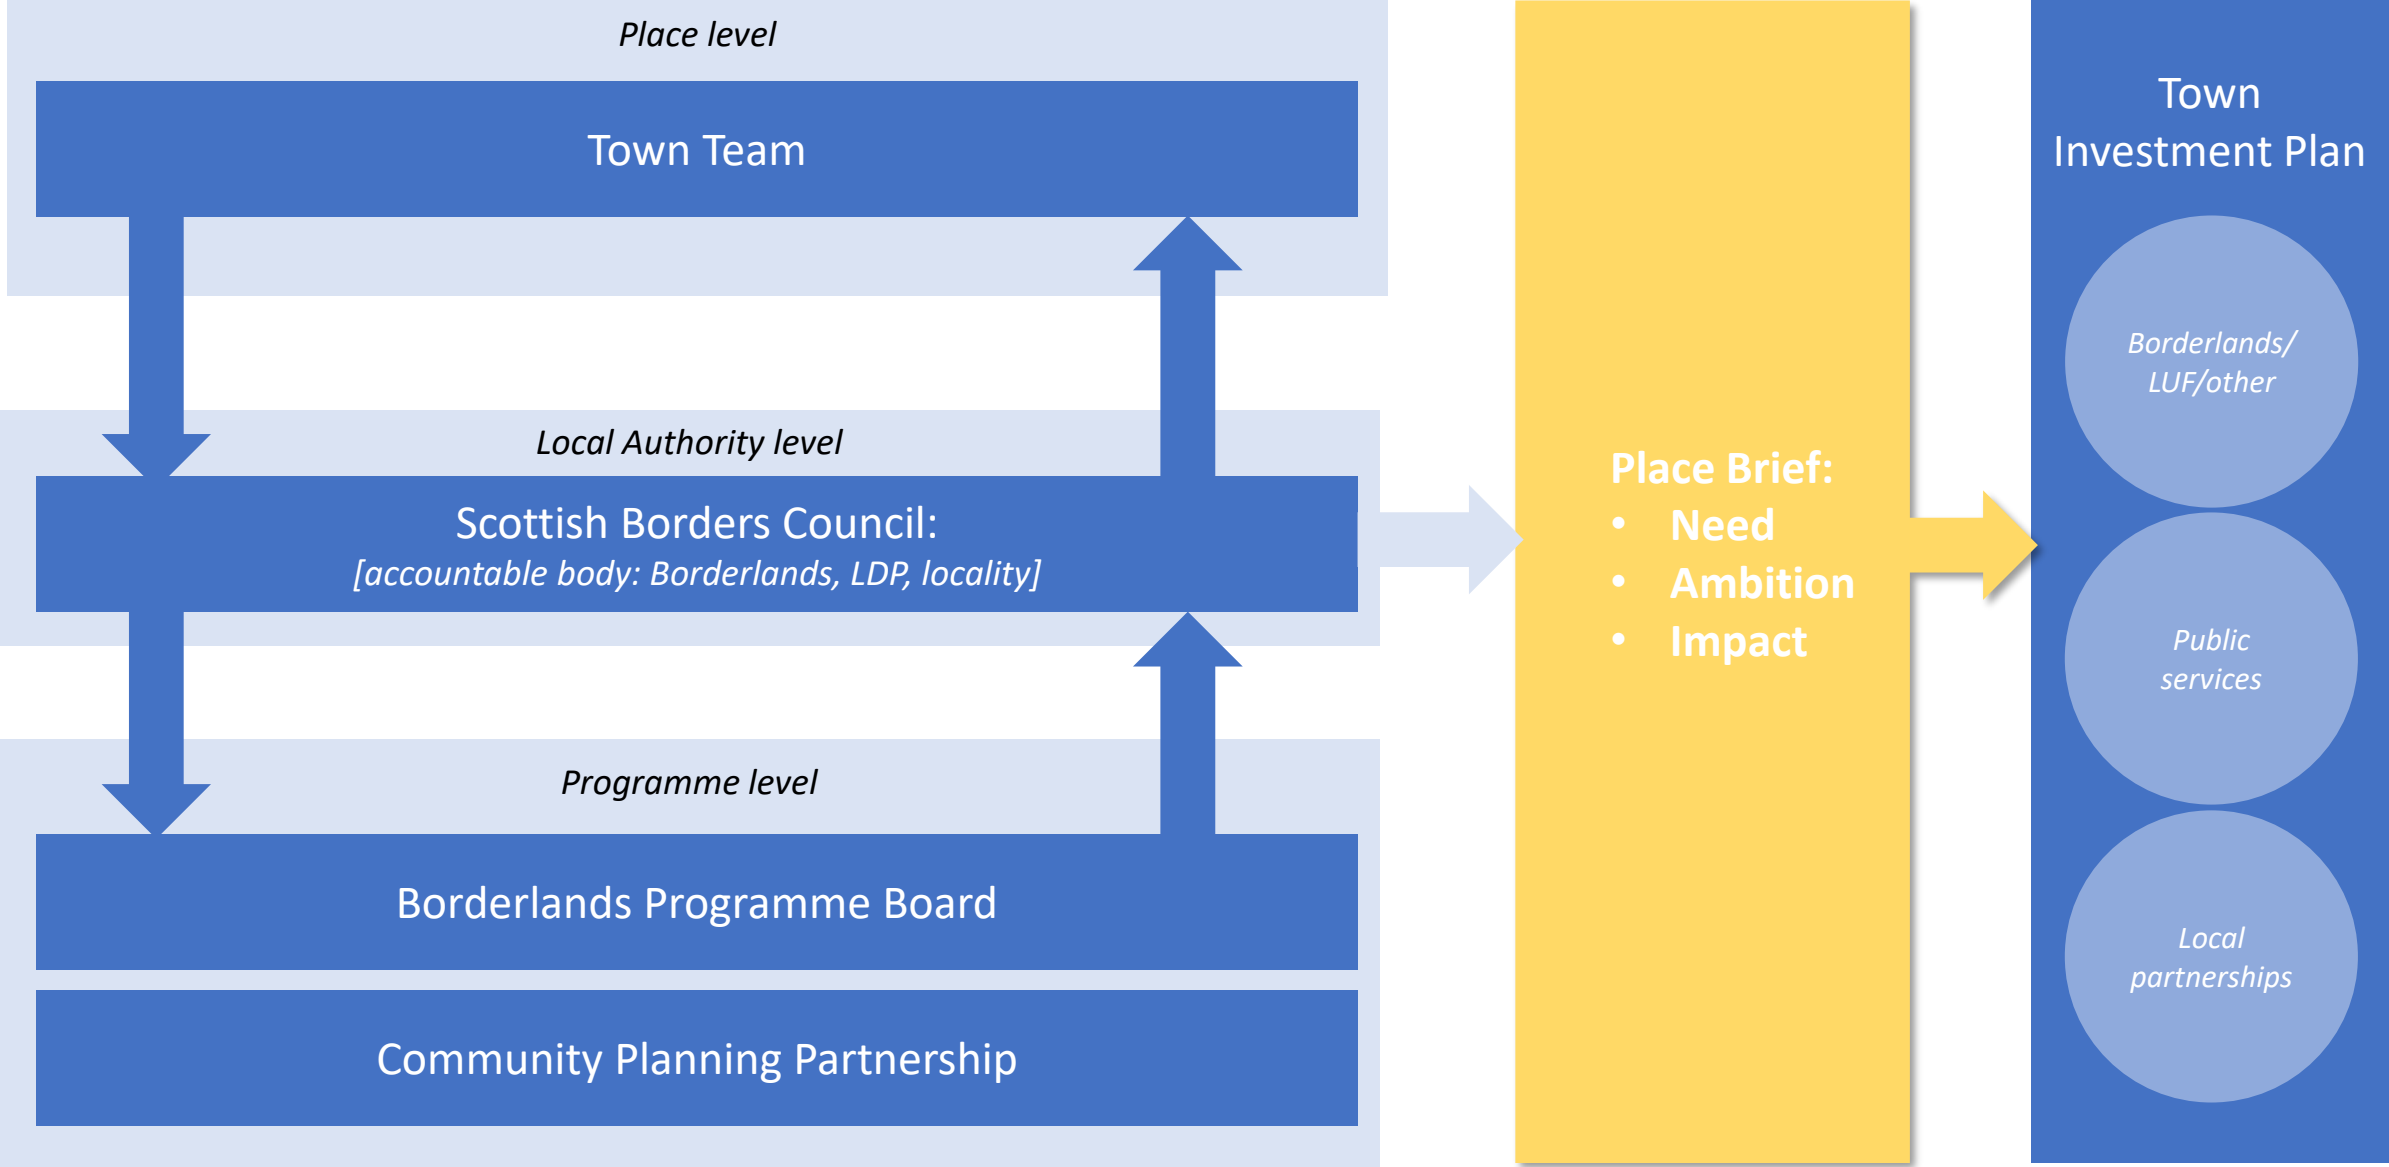 Place level
Town Team
Local Authority level
Scottish Borders Council:
[accountable body: Borderlands, LDP, locality]
Programme level
Borderlands Programme Board
Community Planning Partnership
Place Brief:
• Need
• Ambition
• Impact
Town
Investment Plan
Borderlands/
LUF/other
Public
services
Local
partnerships